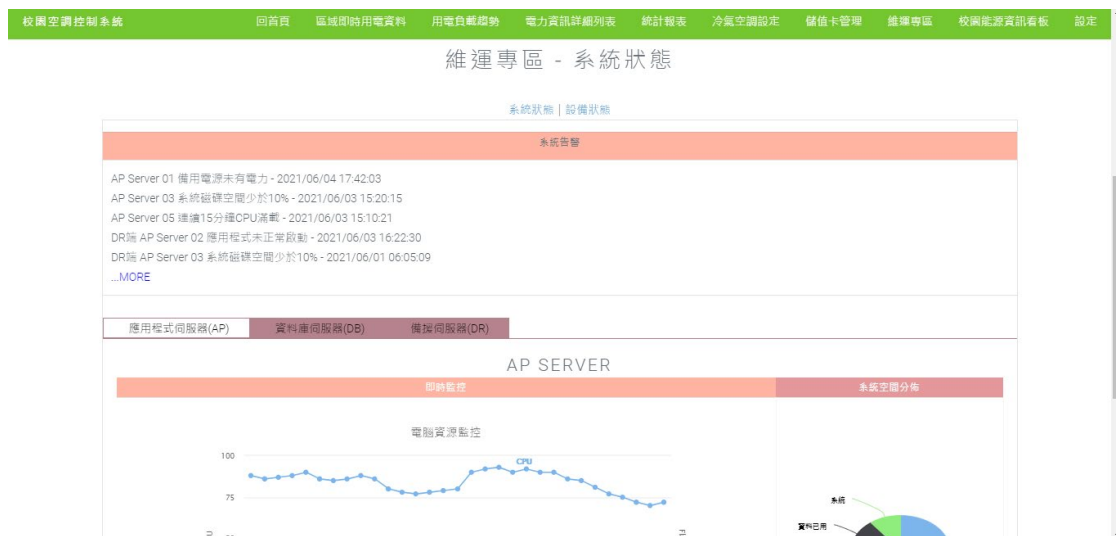 校園空調控制系統 回首頁 區域即時用電資料 用電負載趨勢 電力資訊詳細列表 統計報表 冷氣空調設定 儲值卡管理 維運專區 校園能源資訊看板 設定
維運專區 - 系統狀態
系統狀態 | 設備狀態
系統告警
AP Server 01 備用電源未有電力 - 2021/06/04 17:42:03
AP Server 03 系統磁碟空間少於10% - 2021/06/03 15:20:15
AP Server 05 連續15分鐘CPU滿載 - 2021/06/03 15:10:21
DR端 AP Server 02 應用程式未正常啟動 - 2021/06/03 16:22:30
DR端 AP Server 03 系統磁碟空間少於10% - 2021/06/01 06:05:09
...MORE
應用程式伺服器(AP) 資料庫伺服器(DB) 備援伺服器(DR)
AP SERVER
即時監控 系統空間分佈
電腦資源監控
100
CPU
75
系統
資料已用